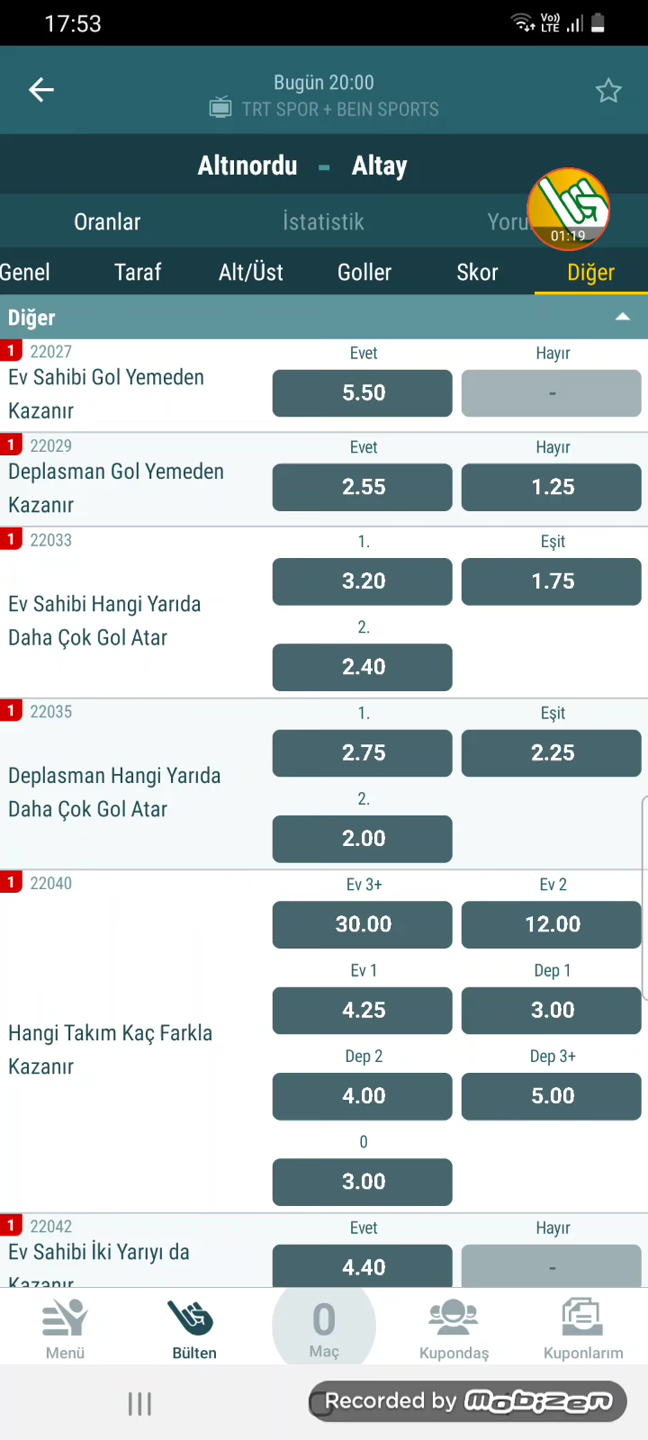 17:53
Vo))
LTE
Bugün 20:00
TRT SPOR + BEIN SPORTS
Altınordu - Altay
Oranlar İstatistik Yoru
01:19
Genel Taraf Alt/Üst Goller Skor Diğer
Diğer
1 22027 Evet Hayır
Ev Sahibi Gol Yemeden
Kazanır
5.50 -
1 22029 Evet Hayır
Deplasman Gol Yemeden
Kazanır
2.55 1.25
1 22033 1. Eşit
3.20 1.75
Ev Sahibi Hangi Yarıda
Daha Çok Gol Atar
2.
2.40
1 22035 1. Eşit
2.75 2.25
Deplasman Hangi Yarıda
Daha Çok Gol Atar
2.
2.00
1 22040 Ev 3+ Ev 2
30.00 12.00
Ev 1 Dep 1
4.25 3.00
Hangi Takım Kaç Farkla
Kazanır
Dep 2 Dep 3+
4.00 5.00
0
3.00
1 22042 Evet Hayır
Ev Sahibi İki Yarıyı da
Kazanır
4.40 -
0
Menü Bülten Maç Kupondaş Kuponlarım
Recorded by mobizen